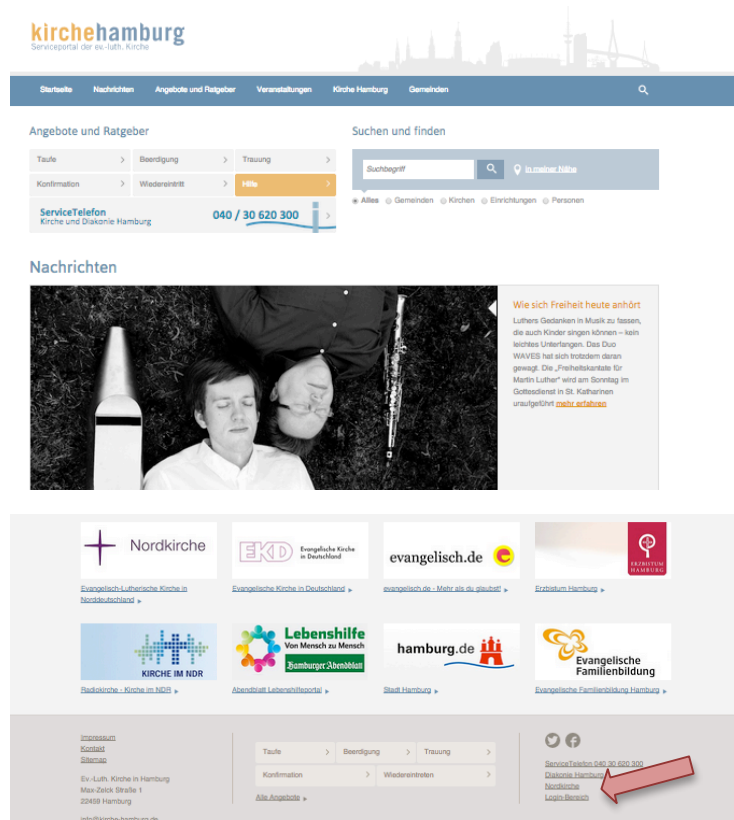 kirchehamburg
Serviceportal der ev.-luth. Kirche
Startseite Nachrichten Angebote und Ratgeber Veranstaltungen Kirche Hamburg Gemeinden
Angebote und Ratgeber
Taufe Beerdigung Trauung
Konfirmation Wiedereintritt Hilfe
ServiceTelefon
Kirche und Diakonie Hamburg
040 / 30 620 300
Suchen und finden
Suchbegriff In meiner Nähe
Alles Gemeinden Kirchen Einrichtungen Personen
Nachrichten
Wie sich Freiheit heute anhört
Luthers Gedanken in Musik zu fassen,
die auch Kinder singen können – kein
leichtes Unterfangen. Das Duo
WAVES hat sich trotzdem daran
gewagt. Die „Freiheitskantate für
Martin Luther" wird am Sonntag im
Gottesdienst in St. Katharinen
uraufgeführt mehr erfahren
Nordkirche
EKD Evangelische Kirche
in Deutschland
evangelisch.de e
ERZBISTUM
HAMBURG
Evangelisch-Lutherische Kirche in
Norddeutschland
Evangelische Kirche in Deutschland
evangelisch.de - Mehr als du glaubst!
Erzbistum Hamburg
KIRCHE IM NDR
Lebenshilfe
Von Mensch zu Mensch
Hamburger Abendblatt
hamburg.de
Evangelische
Familienbildung
Radiokirche - Kirche im NDR
Abendblatt Lebenshilfeportal
Stadt Hamburg
Evangelische Familienbildung Hamburg
Impressum
Kontakt
Sitemap
Ev.-Luth. Kirche in Hamburg
Max-Zelck Straße 1
22459 Hamburg
info@kirche-hamburg.de
Taufe Beerdigung Trauung
Konfirmation Wiedereintreten
Alle Angebote
ServiceTelefon 040 30 620 300
Diakonie Hamburg
Nordkirche
Login-Bereich